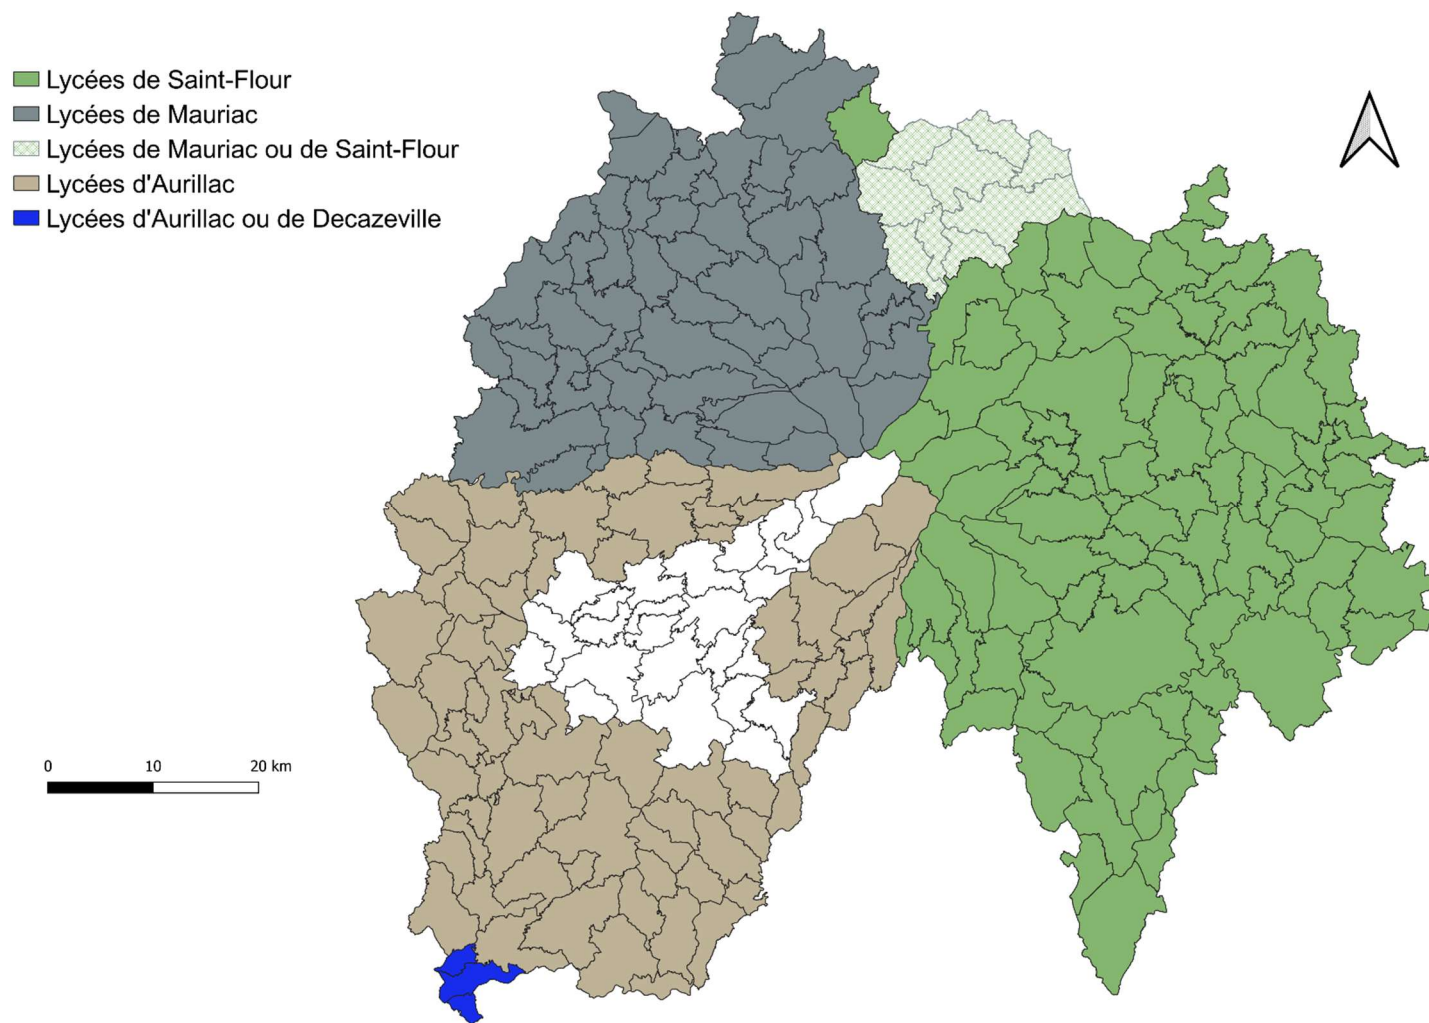 Lycées de Saint-Flour
Lycées de Mauriac
Lycées de Mauriac ou de Saint-Flour
Lycées d'Aurillac
Lycées d'Aurillac ou de Decazeville
0 10 20 km